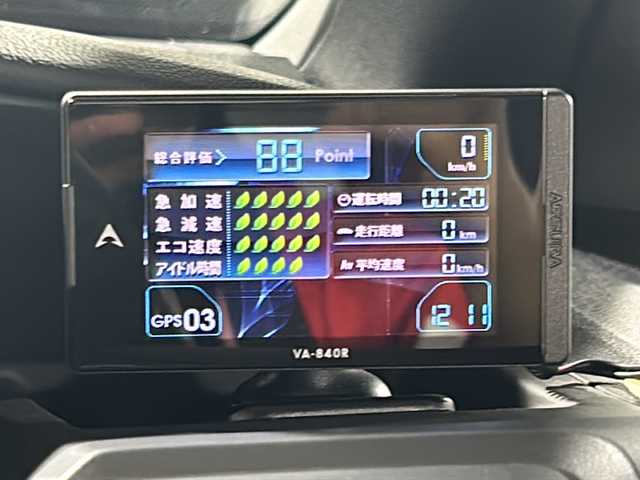 総合評価 88 Point
0 km/h
急加速
急減速
エコ速度
アイドル時間
運転時間 00:20
走行距離 0 km
Av 平均速度 0 km/h
GPS 03
12 11
VA-840R